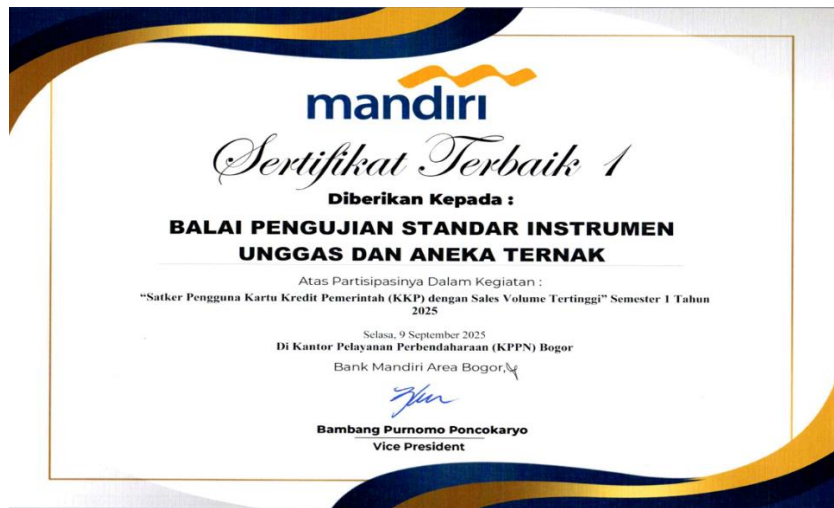 mandırı
Sertifikat Terbaik 1
Diberikan Kepada :
BALAI PENGUJIAN STANDAR INSTRUMEN
UNGGAS DAN ANEKA TERNAK
Atas Partisipasinya Dalam Kegiatan :
“Satker Pengguna Kartu Kredit Pemerintah (KKP) dengan Sales Volume Tertinggi” Semester 1 Tahun
2025
Selasa, 9 September 2025
Di Kantor Pelayanan Perbendaharaan (KPPN) Bogor
Bank Mandiri Area Bogor,
Bambang Purnomo Poncokaryo
Vice President